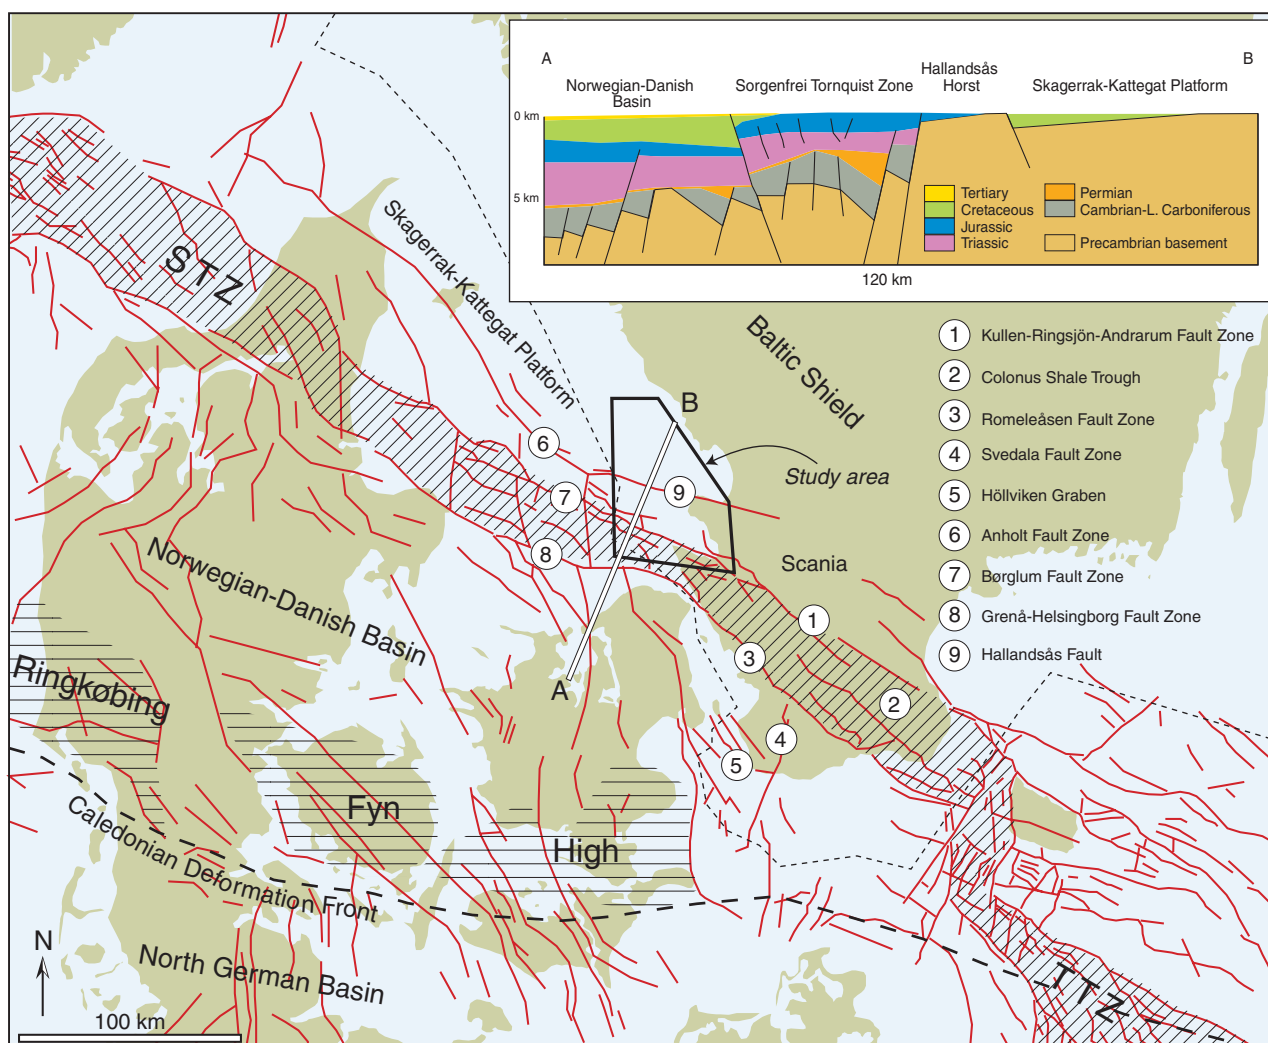 A
B
Norwegian-Danish
Basin
Sorgenfrei Tornquist Zone
Hallandsås
Horst
Skagerrak-Kattegat Platform
0 km
5 km
Tertiary
Cretaceous
Jurassic
Triassic
Permian
Cambrian-L. Carboniferous
Precambrian basement
120 km
STZ
Skagerrak-Kattegat Platform
Baltic Shield
1 Kullen-Ringsjön-Andrarum Fault Zone
2 Colonus Shale Trough
3 Romeleåsen Fault Zone
4 Svedala Fault Zone
5 Höllviken Graben
6 Anholt Fault Zone
7 Børglum Fault Zone
8 Grenå-Helsingborg Fault Zone
9 Hallandsås Fault
B
Study area
6
9
7
8
Scania
Norwegian-Danish Basin
1
3
A
2
4
5
Ringkøbing
Fyn
High
Caledonian Deformation Front
North German Basin
TTZ
N
100 km